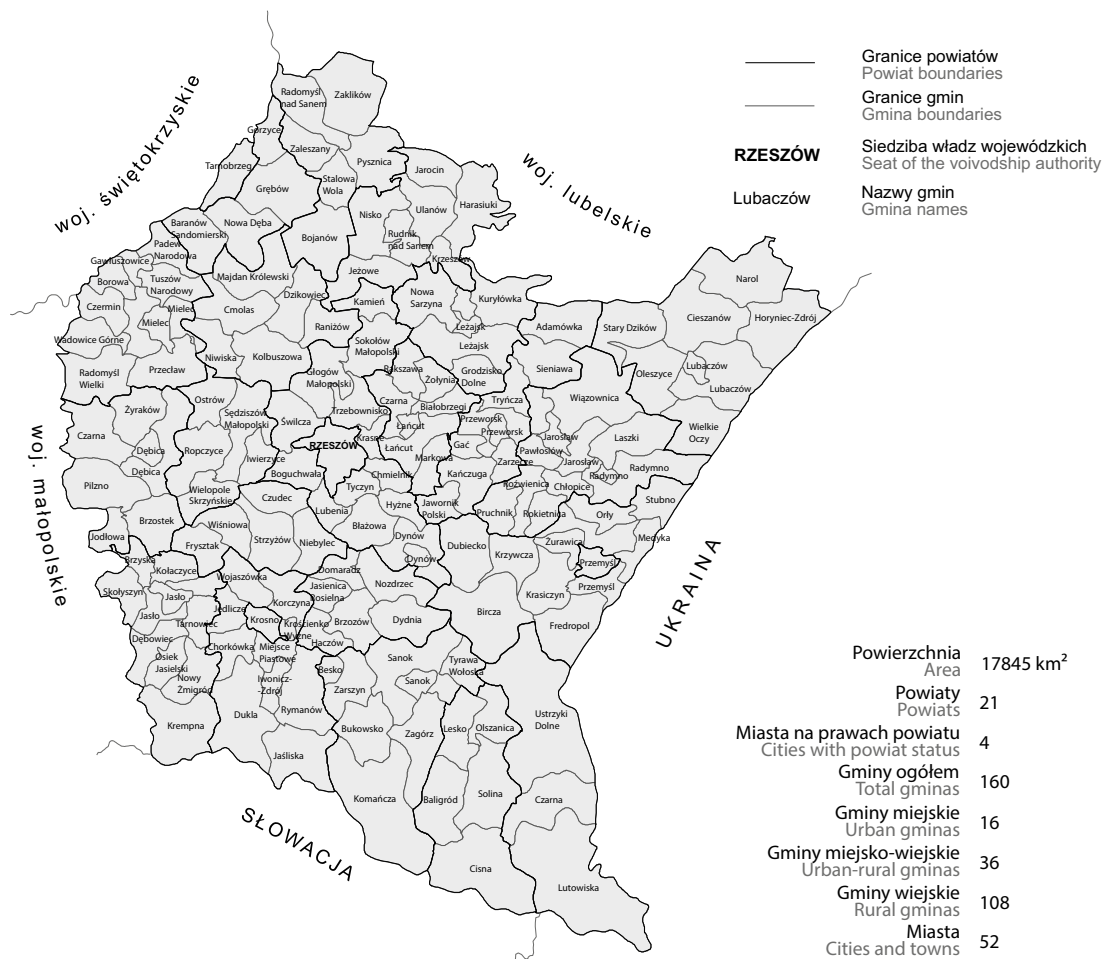 Granice powiatów
Powiat boundaries
Granice gmin
Gmina boundaries
RZESZÓW
Siedziba władz wojewódzkich
Seat of the voivodship authority
Lubaczów
Nazwy gmin
Gmina names
woj. świętokrzyskie
woj. lubelskie
woj. małopolskie
UKRAINA
SŁOWACJA
Radomyśl
nad Sanem
Zaklików
Gorzyce
Zaleszany
Pysznica
Tarnobrzeg
Stalowa
Wola
Jarocin
Grębów
Ulanów
Harasiuki
Nisko
Baranów
Sandomierski
Nowa Dęba
Bojanów
Rudnik
nad Sanem
Padew
Narodowa
Krzeszów
Gawłuszowice
Jeżowe
Borowa
Tuszów
Narodowy
Majdan Królewski
Narol
Dzikowiec
Kamień
Nowa
Sarzyna
Kuryłówka
Czermin
Mielec
Mielec
Cmolas
Cieszanów
Horyniec-Zdrój
Raniżów
Leżajsk
Adamówka
Stary Dzików
Wadowice Górne
Sokołów
Małopolski
Leżajsk
Niwiska
Kolbuszowa
Radomyśl
Wielki
Przecław
Głogów
Małopolski
Rakszawa
Żołynia
Grodzisko
Dolne
Sieniawa
Oleszyce
Lubaczów
Lubaczów
Ostrów
Żyraków
Sędziszów
Małopolski
Świlcza
Trzebownisko
Czarna
Białobrzegi
Tryńcza
Wiązownica
Czarna
Przeworsk
Przeworsk
Wielkie
Oczy
RZESZÓW
Krasne
Łańcut
Łańcut
Gać
Jarosław
Laszki
Dębica
Ropczyce
Iwierzyce
Markowa
Pawłosiów
Dębica
Zarzecze
Jarosław
Radymno
Radymno
Boguchwała
Chmielnik
Kańczuga
Roźwienica
Chłopice
Pilzno
Tyczyn
Wielopole
Skrzyńskie
Czudec
Lubenia
Hyżne
Jawornik
Polski
Pruchnik
Rokietnica
Orły
Stubno
Brzostek
Wiśniowa
Błażowa
Jodłowa
Frysztak
Strzyżów
Niebylec
Dynów
Dynów
Dubiecko
Krzywcza
Żurawica
Medyka
Brzyska
Kołaczyce
Wojaszówka
Domaradz
Przemyśl
Przemyśl
Jasienica
Rosielna
Nozdrzec
Skołyszyn
Jasło
Jasło
Krasiczyn
Jedlicze
Korczyna
Tarnowiec
Krosno
Krościenko
Wyżne
Brzozów
Dydnia
Bircza
Fredropol
Dębowiec
Chorkówka
Miejsce
Piastowe
Haczów
Osiek
Jasielski
Besko
Sanok
Sanok
Tyrawa
Wołoska
Nowy
Żmigród
Iwonicz-
-Zdrój
Zarszyn
Rymanów
Krempna
Dukla
Bukowsko
Zagórz
Lesko
Olszanica
Ustrzyki
Dolne
Jaśliska
Komańcza
Baligród
Solina
Czarna
Cisna
Lutowiska
Powierzchnia
Area
17845 km²
Powiaty
Powiats
21
Miasta na prawach powiatu
Cities with powiat status
4
Gminy ogółem
Total gminas
160
Gminy miejskie
Urban gminas
16
Gminy miejsko-wiejskie
Urban-rural gminas
36
Gminy wiejskie
Rural gminas
108
Miasta
Cities and towns
52